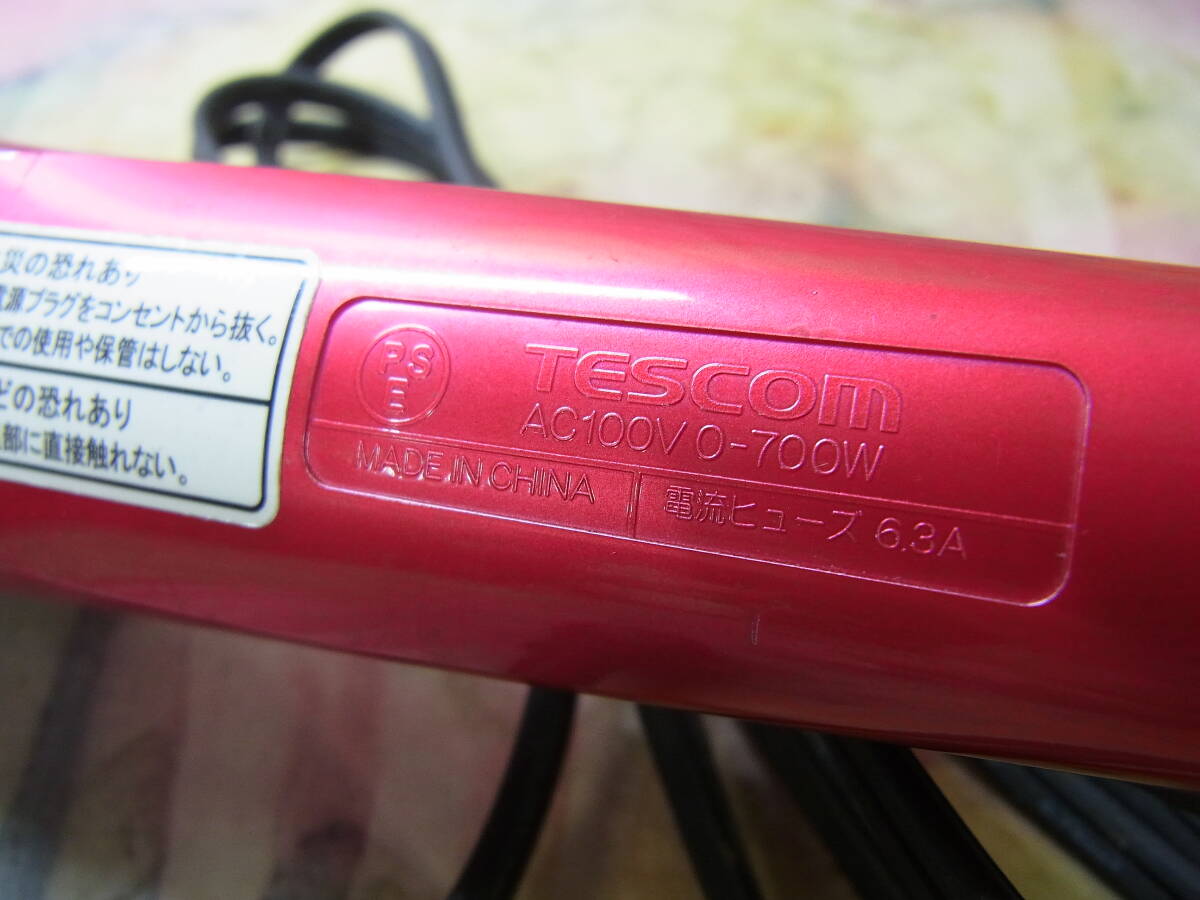 災の恐れあり
電源プラグをコンセントから抜く。
での使用や保管はしない。
どの恐れあり
部に直接触れない。
PS
E
TESCOM
AC100V 0-700W
MADE IN CHINA
電流ヒューズ 6.3A